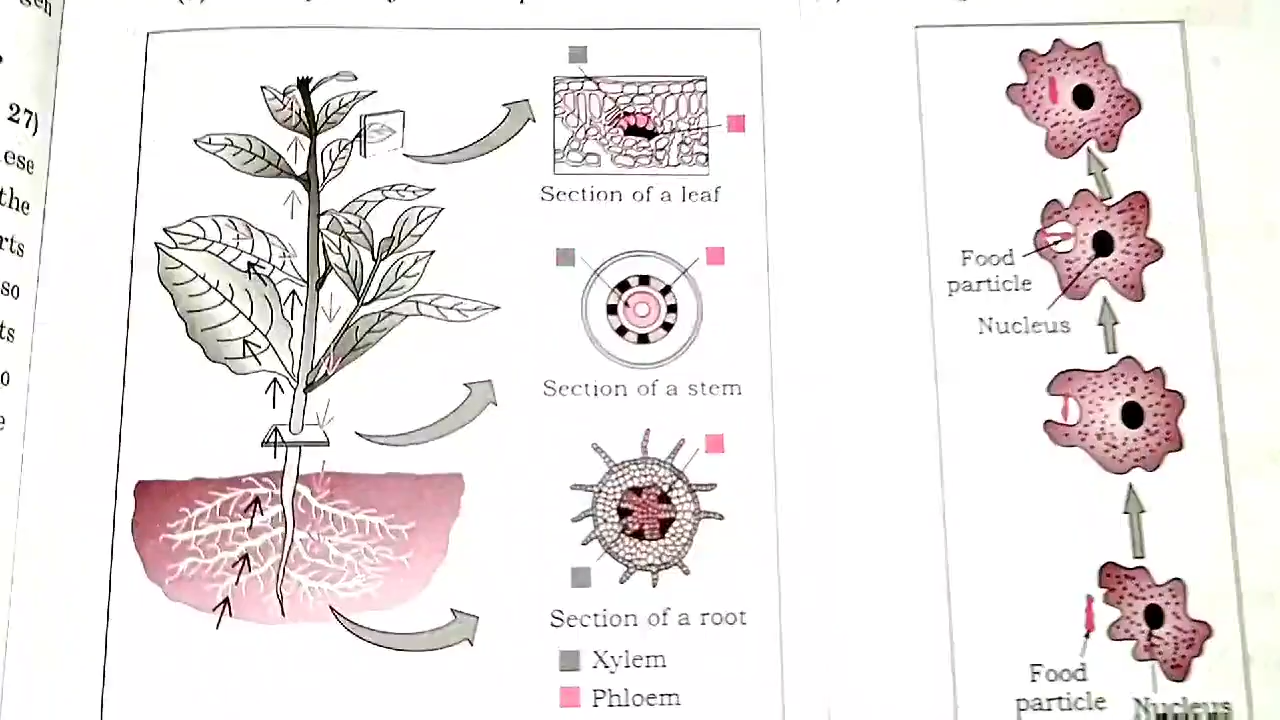 27)
ese
the
rts
so
ts
Section of a leaf
Section of a stem
Section of a root
Xylem
Phloem
Food
particle
Nucleus
Food
particle
Nucleus